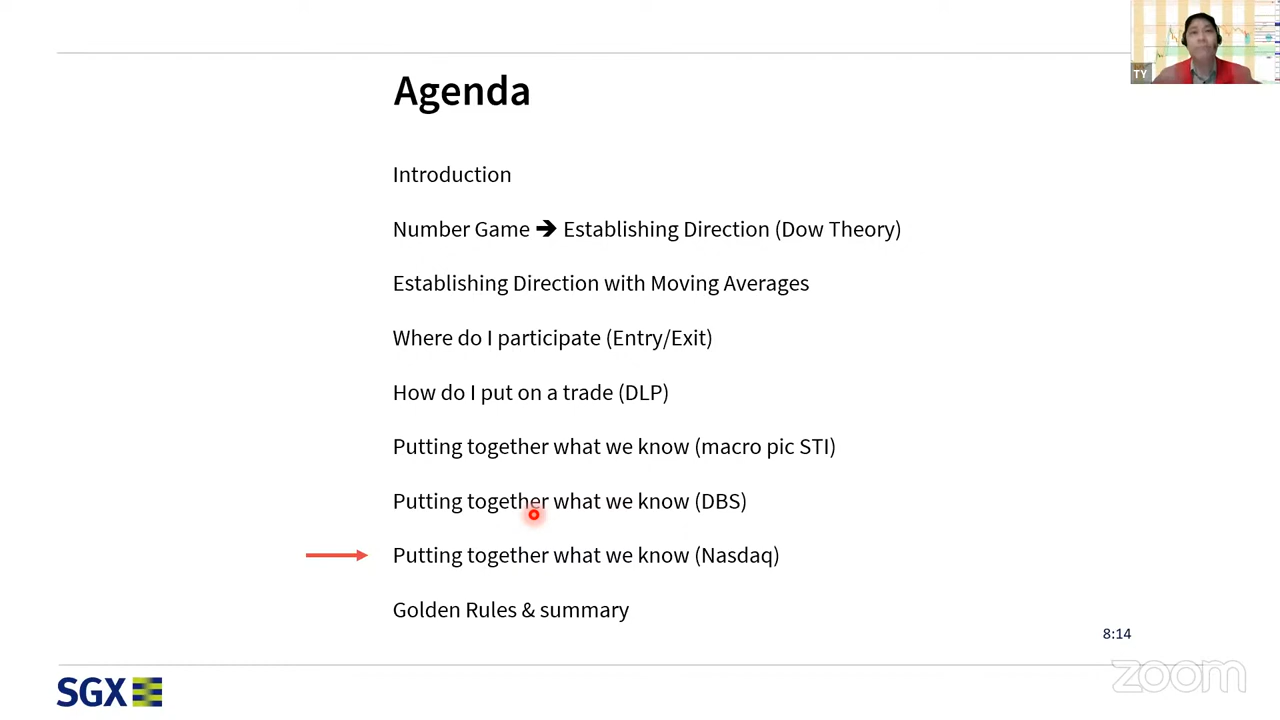 TY
Agenda
Introduction
Number Game ➔ Establishing Direction (Dow Theory)
Establishing Direction with Moving Averages
Where do I participate (Entry/Exit)
How do I put on a trade (DLP)
Putting together what we know (macro pic STI)
Putting together what we know (DBS)
Putting together what we know (Nasdaq)
Golden Rules & summary
8:14
SGX
zoom